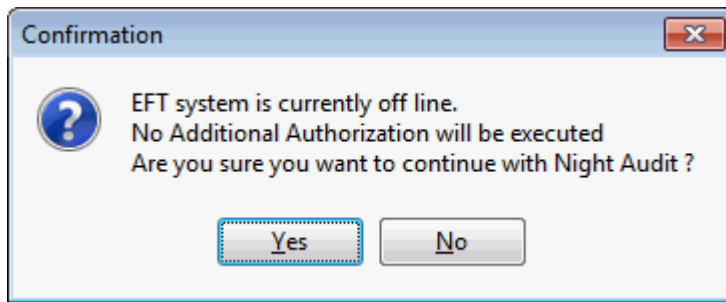 Confirmation
?
EFT system is currently off line.
No Additional Authorization will be executed
Are you sure you want to continue with Night Audit ?
Yes
No